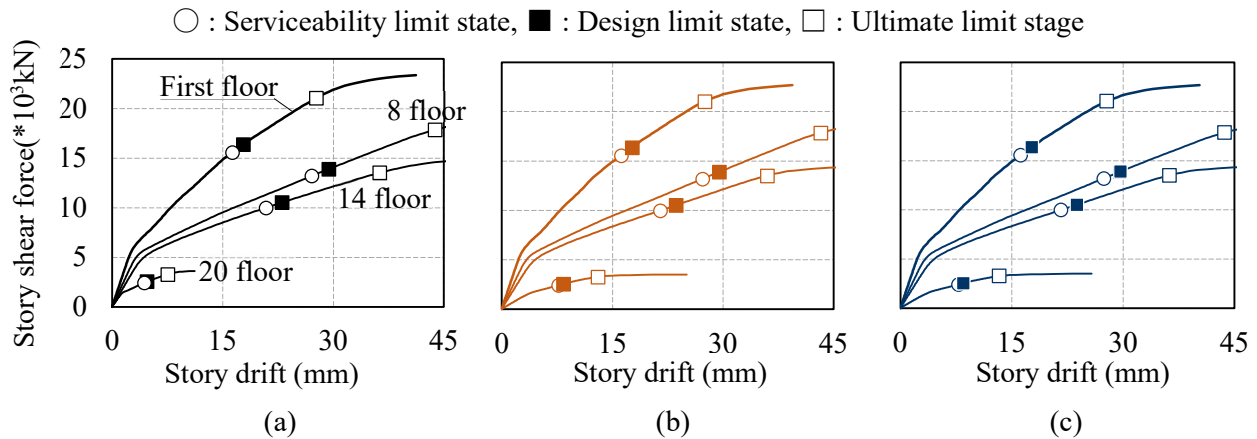 ○ : Serviceability limit state, ■ : Design limit state, □ : Ultimate limit stage
Story shear force(*10³kN)
25
20
15
10
5
0
First floor
8 floor
14 floor
20 floor
0 15 30 45
0 15 30 45
0 15 30 45
Story drift (mm)
Story drift (mm)
Story drift (mm)
(a)
(b)
(c)